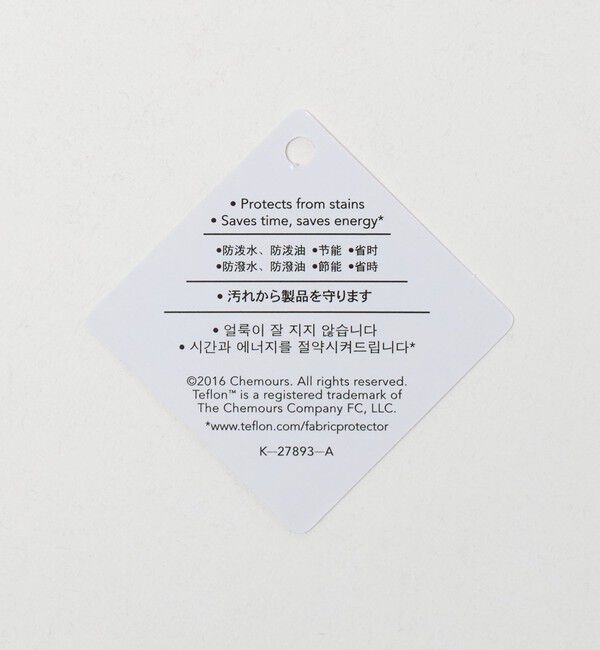 • Protects from stains
• Saves time, saves energy*
•防泼水、防泼油 •节能 •省时
•防潑水、防潑油 •節能 •省時
• 汚れから製品を守ります
• 얼룩이 잘 지지 않습니다
• 시간과 에너지를 절약시켜드립니다*
©2016 Chemours. All rights reserved.
Teflon™ is a registered trademark of
The Chemours Company FC, LLC.
*www.teflon.com/fabricprotector
K—27893—A